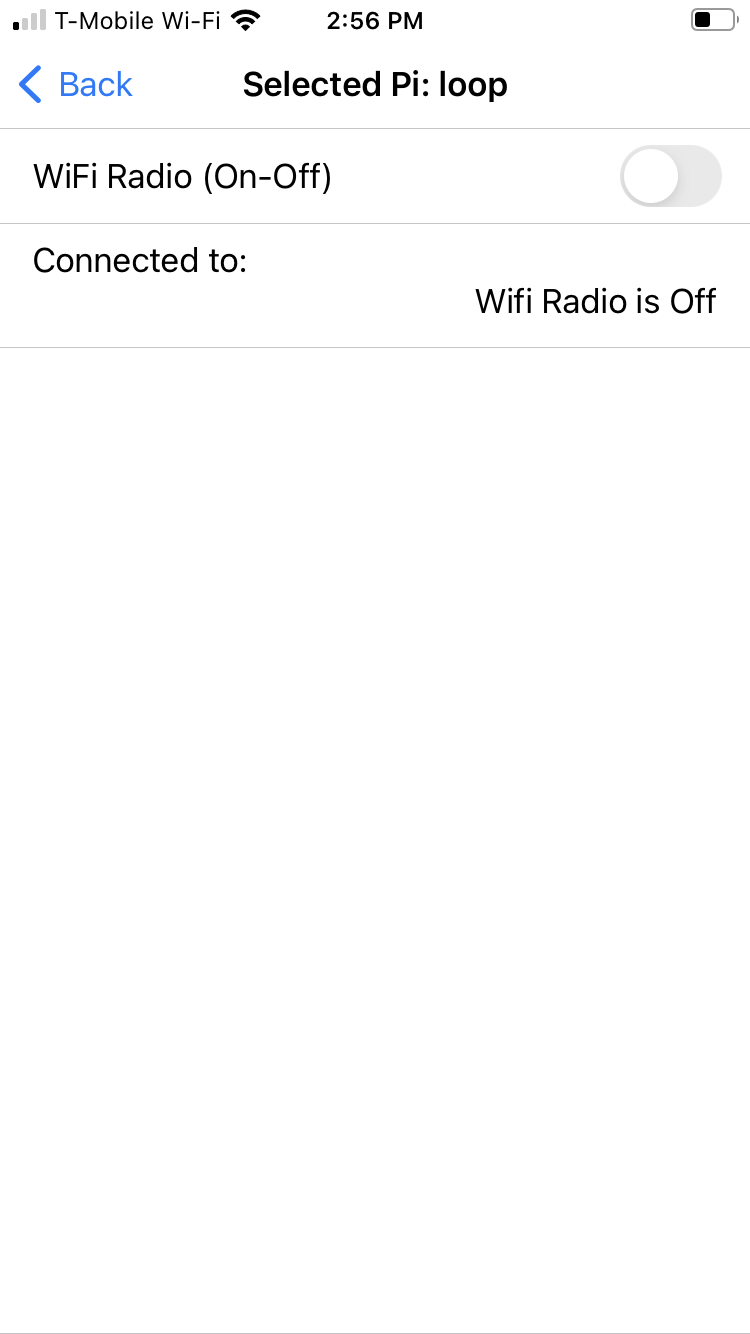 T-Mobile Wi-Fi 2:56 PM
Back Selected Pi: loop
WiFi Radio (On-Off)
Connected to:
Wifi Radio is Off